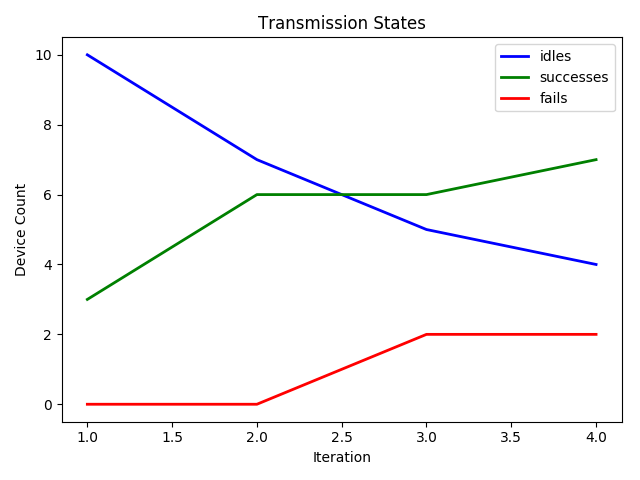 Transmission States
idles
successes
fails
10
8
6
4
2
0
Device Count
1.0 1.5 2.0 2.5 3.0 3.5 4.0
Iteration